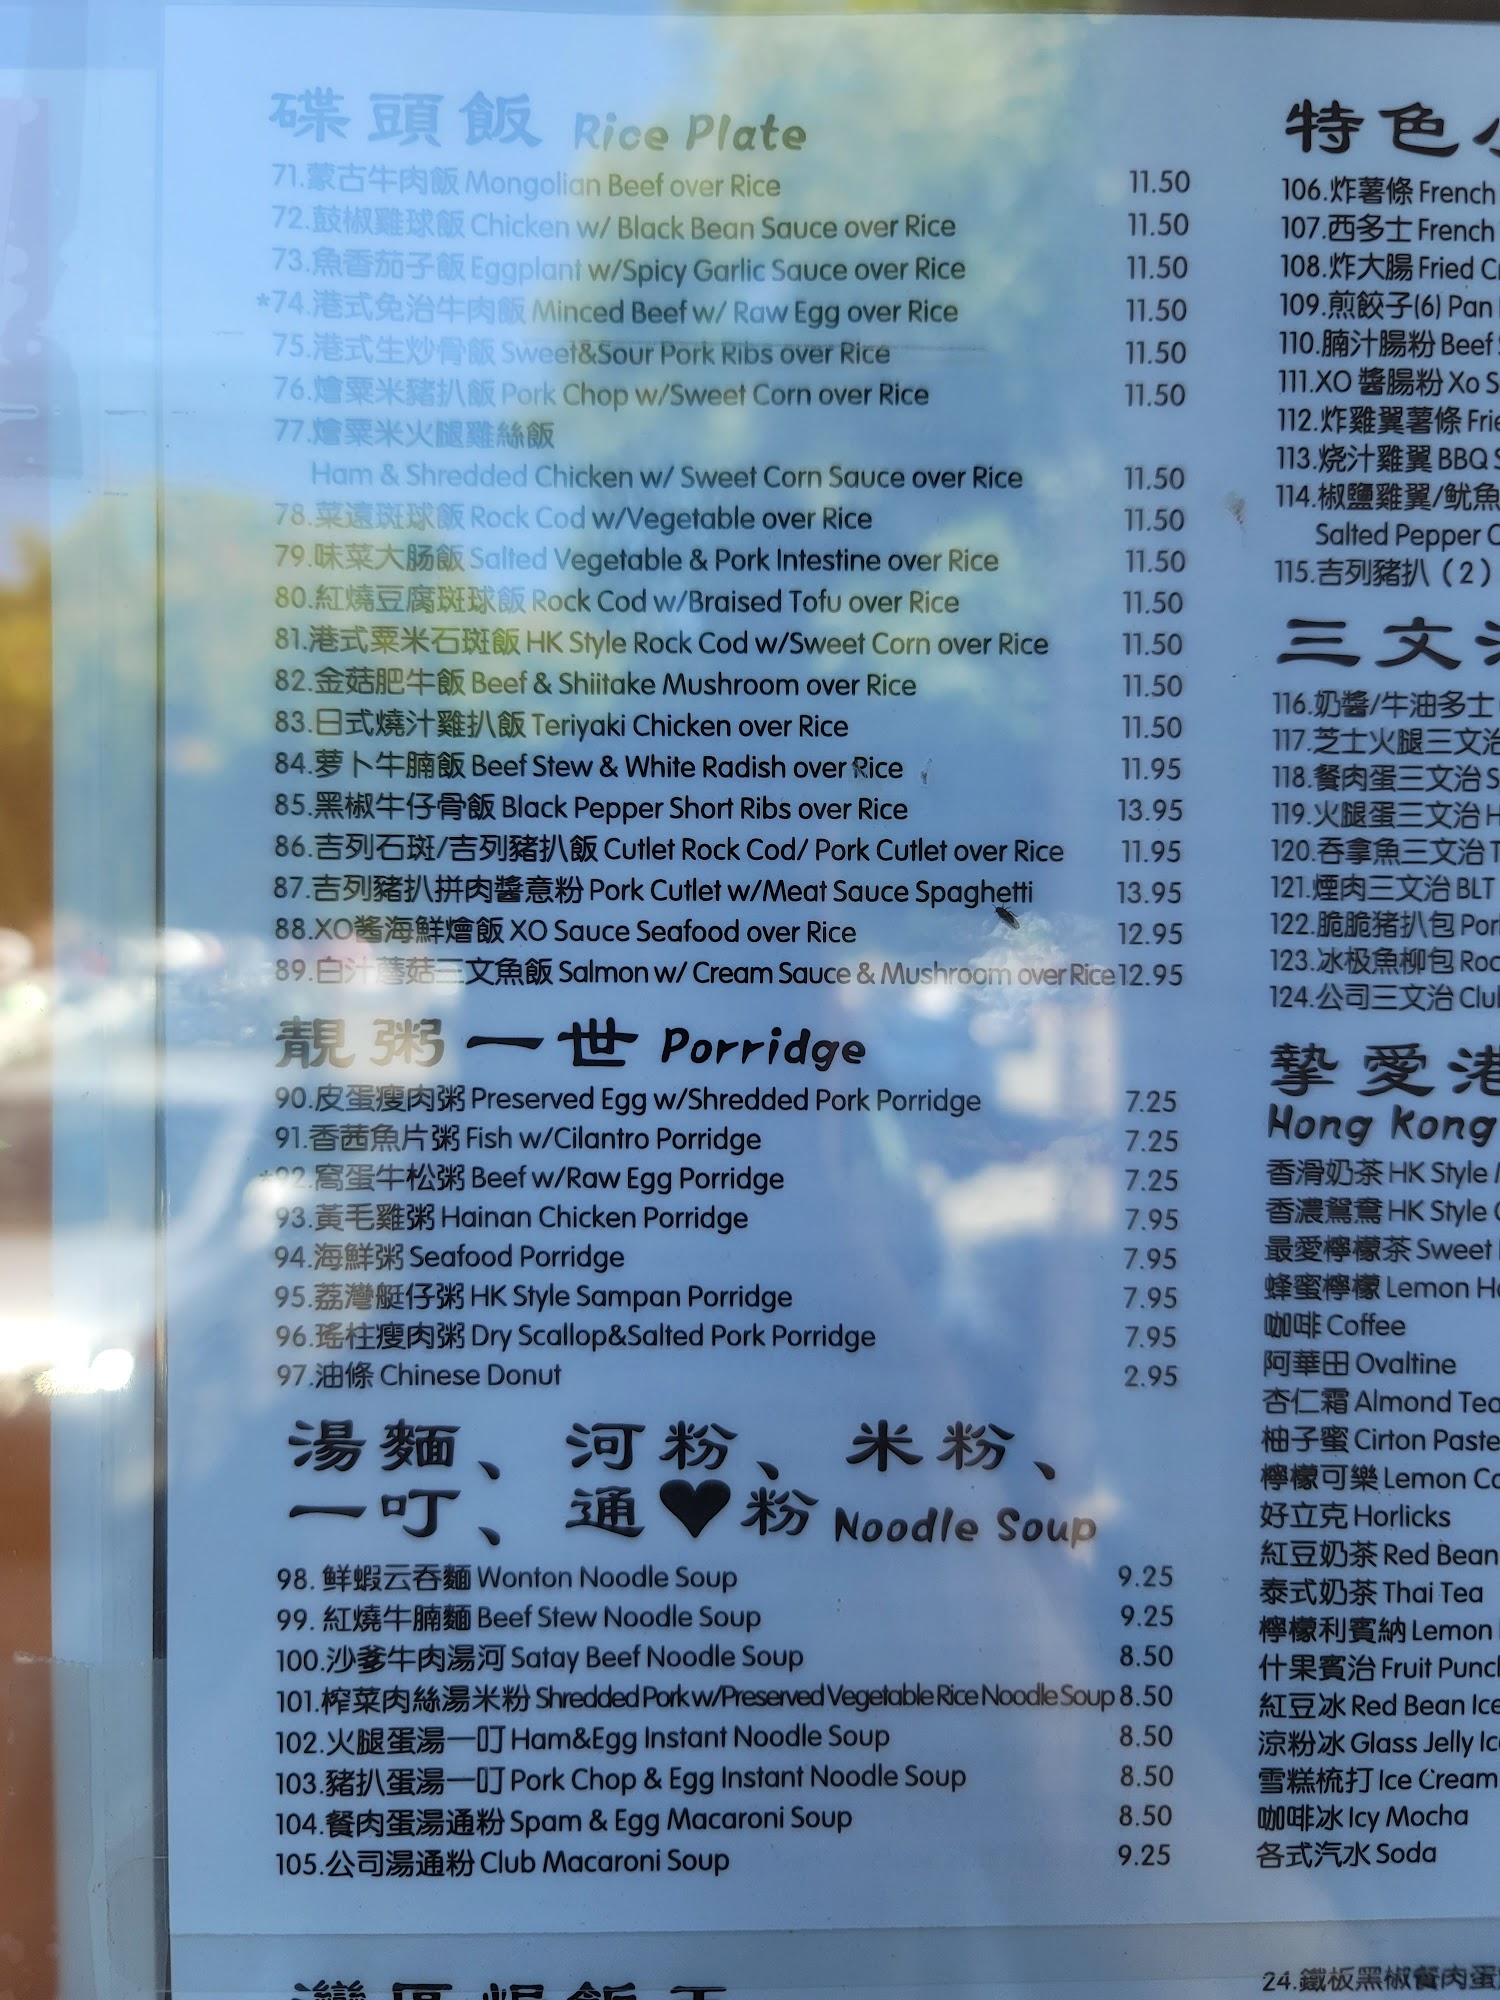 碟頭飯 Rice Plate
71.蒙古牛肉飯 Mongolian Beef over Rice 11.50
72.鼓椒雞球飯 Chicken w/ Black Bean Sauce over Rice 11.50
73.魚香茄子飯 Eggplant w/Spicy Garlic Sauce over Rice 11.50
*74.港式免治牛肉飯 Minced Beef w/ Raw Egg over Rice 11.50
75.港式生炒骨飯 Sweet&Sour Pork Ribs over Rice 11.50
76.燴粟米豬扒飯 Pork Chop w/Sweet Corn over Rice 11.50
77.燴粟米火腿雞絲飯
Ham & Shredded Chicken w/ Sweet Corn Sauce over Rice 11.50
78.菜遠斑球飯 Rock Cod w/Vegetable over Rice 11.50
79.味菜大肠飯 Salted Vegetable & Pork Intestine over Rice 11.50
80.紅燒豆腐斑球飯 Rock Cod w/Braised Tofu over Rice 11.50
81.港式粟米石斑飯 HK Style Rock Cod w/Sweet Corn over Rice 11.50
82.金菇肥牛飯 Beef & Shiitake Mushroom over Rice 11.50
83.日式燒汁雞扒飯 Teriyaki Chicken over Rice 11.50
84.萝卜牛腩飯 Beef Stew & White Radish over Rice 11.95
85.黑椒牛仔骨飯 Black Pepper Short Ribs over Rice 13.95
86.吉列石斑/吉列豬扒飯 Cutlet Rock Cod/ Pork Cutlet over Rice 11.95
87.吉列豬扒拼肉醬意粉 Pork Cutlet w/Meat Sauce Spaghetti 13.95
88.XO酱海鮮燴飯 XO Sauce Seafood over Rice 12.95
89.白汁蘑菇三文魚飯 Salmon w/ Cream Sauce & Mushroom over Rice 12.95
靚粥一世 Porridge
90.皮蛋瘦肉粥 Preserved Egg w/Shredded Pork Porridge 7.25
91.香茜魚片粥 Fish w/Cilantro Porridge 7.25
*92.窩蛋牛松粥 Beef w/Raw Egg Porridge 7.25
93.黃毛雞粥 Hainan Chicken Porridge 7.95
94.海鮮粥 Seafood Porridge 7.95
95.荔灣艇仔粥 HK Style Sampan Porridge 7.95
96.瑤柱瘦肉粥 Dry Scallop&Salted Pork Porridge 7.95
97.油條 Chinese Donut 2.95
湯麵、河粉、米粉、
一叮、通♥粉 Noodle Soup
98. 鲜蝦云吞麵 Wonton Noodle Soup 9.25
99. 紅燒牛腩麵 Beef Stew Noodle Soup 9.25
100.沙爹牛肉湯河 Satay Beef Noodle Soup 8.50
101.榨菜肉絲湯米粉 Shredded Pork w/Preserved Vegetable Rice Noodle Soup 8.50
102.火腿蛋湯一叮 Ham&Egg Instant Noodle Soup 8.50
103.豬扒蛋湯一叮 Pork Chop & Egg Instant Noodle Soup 8.50
104.餐肉蛋湯通粉 Spam & Egg Macaroni Soup 8.50
105.公司湯通粉 Club Macaroni Soup 9.25
特色
106.炸薯條 French
107.西多士 French
108.炸大腸 Fried
109.煎餃子(6) Pan
110.腩汁腸粉 Beef
111.XO 醬腸粉 Xo
112.炸雞翼薯條
113.烧汁雞翼 BBQ
114.椒鹽雞翼/鱿魚
Salted Pepper
115.吉列豬扒（2）
三文
116.奶醬/牛油多士
117.芝士火腿三文治
118.餐肉蛋三文治
119.火腿蛋三文治
120.吞拿魚三文治
121.煙肉三文治 BLT
122.脆脆猪扒包
123.冰极魚柳包
124.公司三文治
摯愛港
Hong Kong
香滑奶茶 HK Style
香濃鴛鴦 HK Style
最愛檸檬茶 Sweet
蜂蜜檸檬 Lemon
咖啡 Coffee
阿華田 Ovaltine
杏仁霜 Almond Tea
柚子蜜 Cirton Paste
檸檬可樂 Lemon
好立克 Horlicks
紅豆奶茶 Red Bean
泰式奶茶 Thai Tea
檸檬利賓納 Lemon
什果賓治 Fruit Punch
紅豆冰 Red Bean Ice
涼粉冰 Glass Jelly
雪糕梳打 Ice Cream
咖啡冰 Icy Mocha
各式汽水 Soda
24.鐵板黑椒餐肉蛋